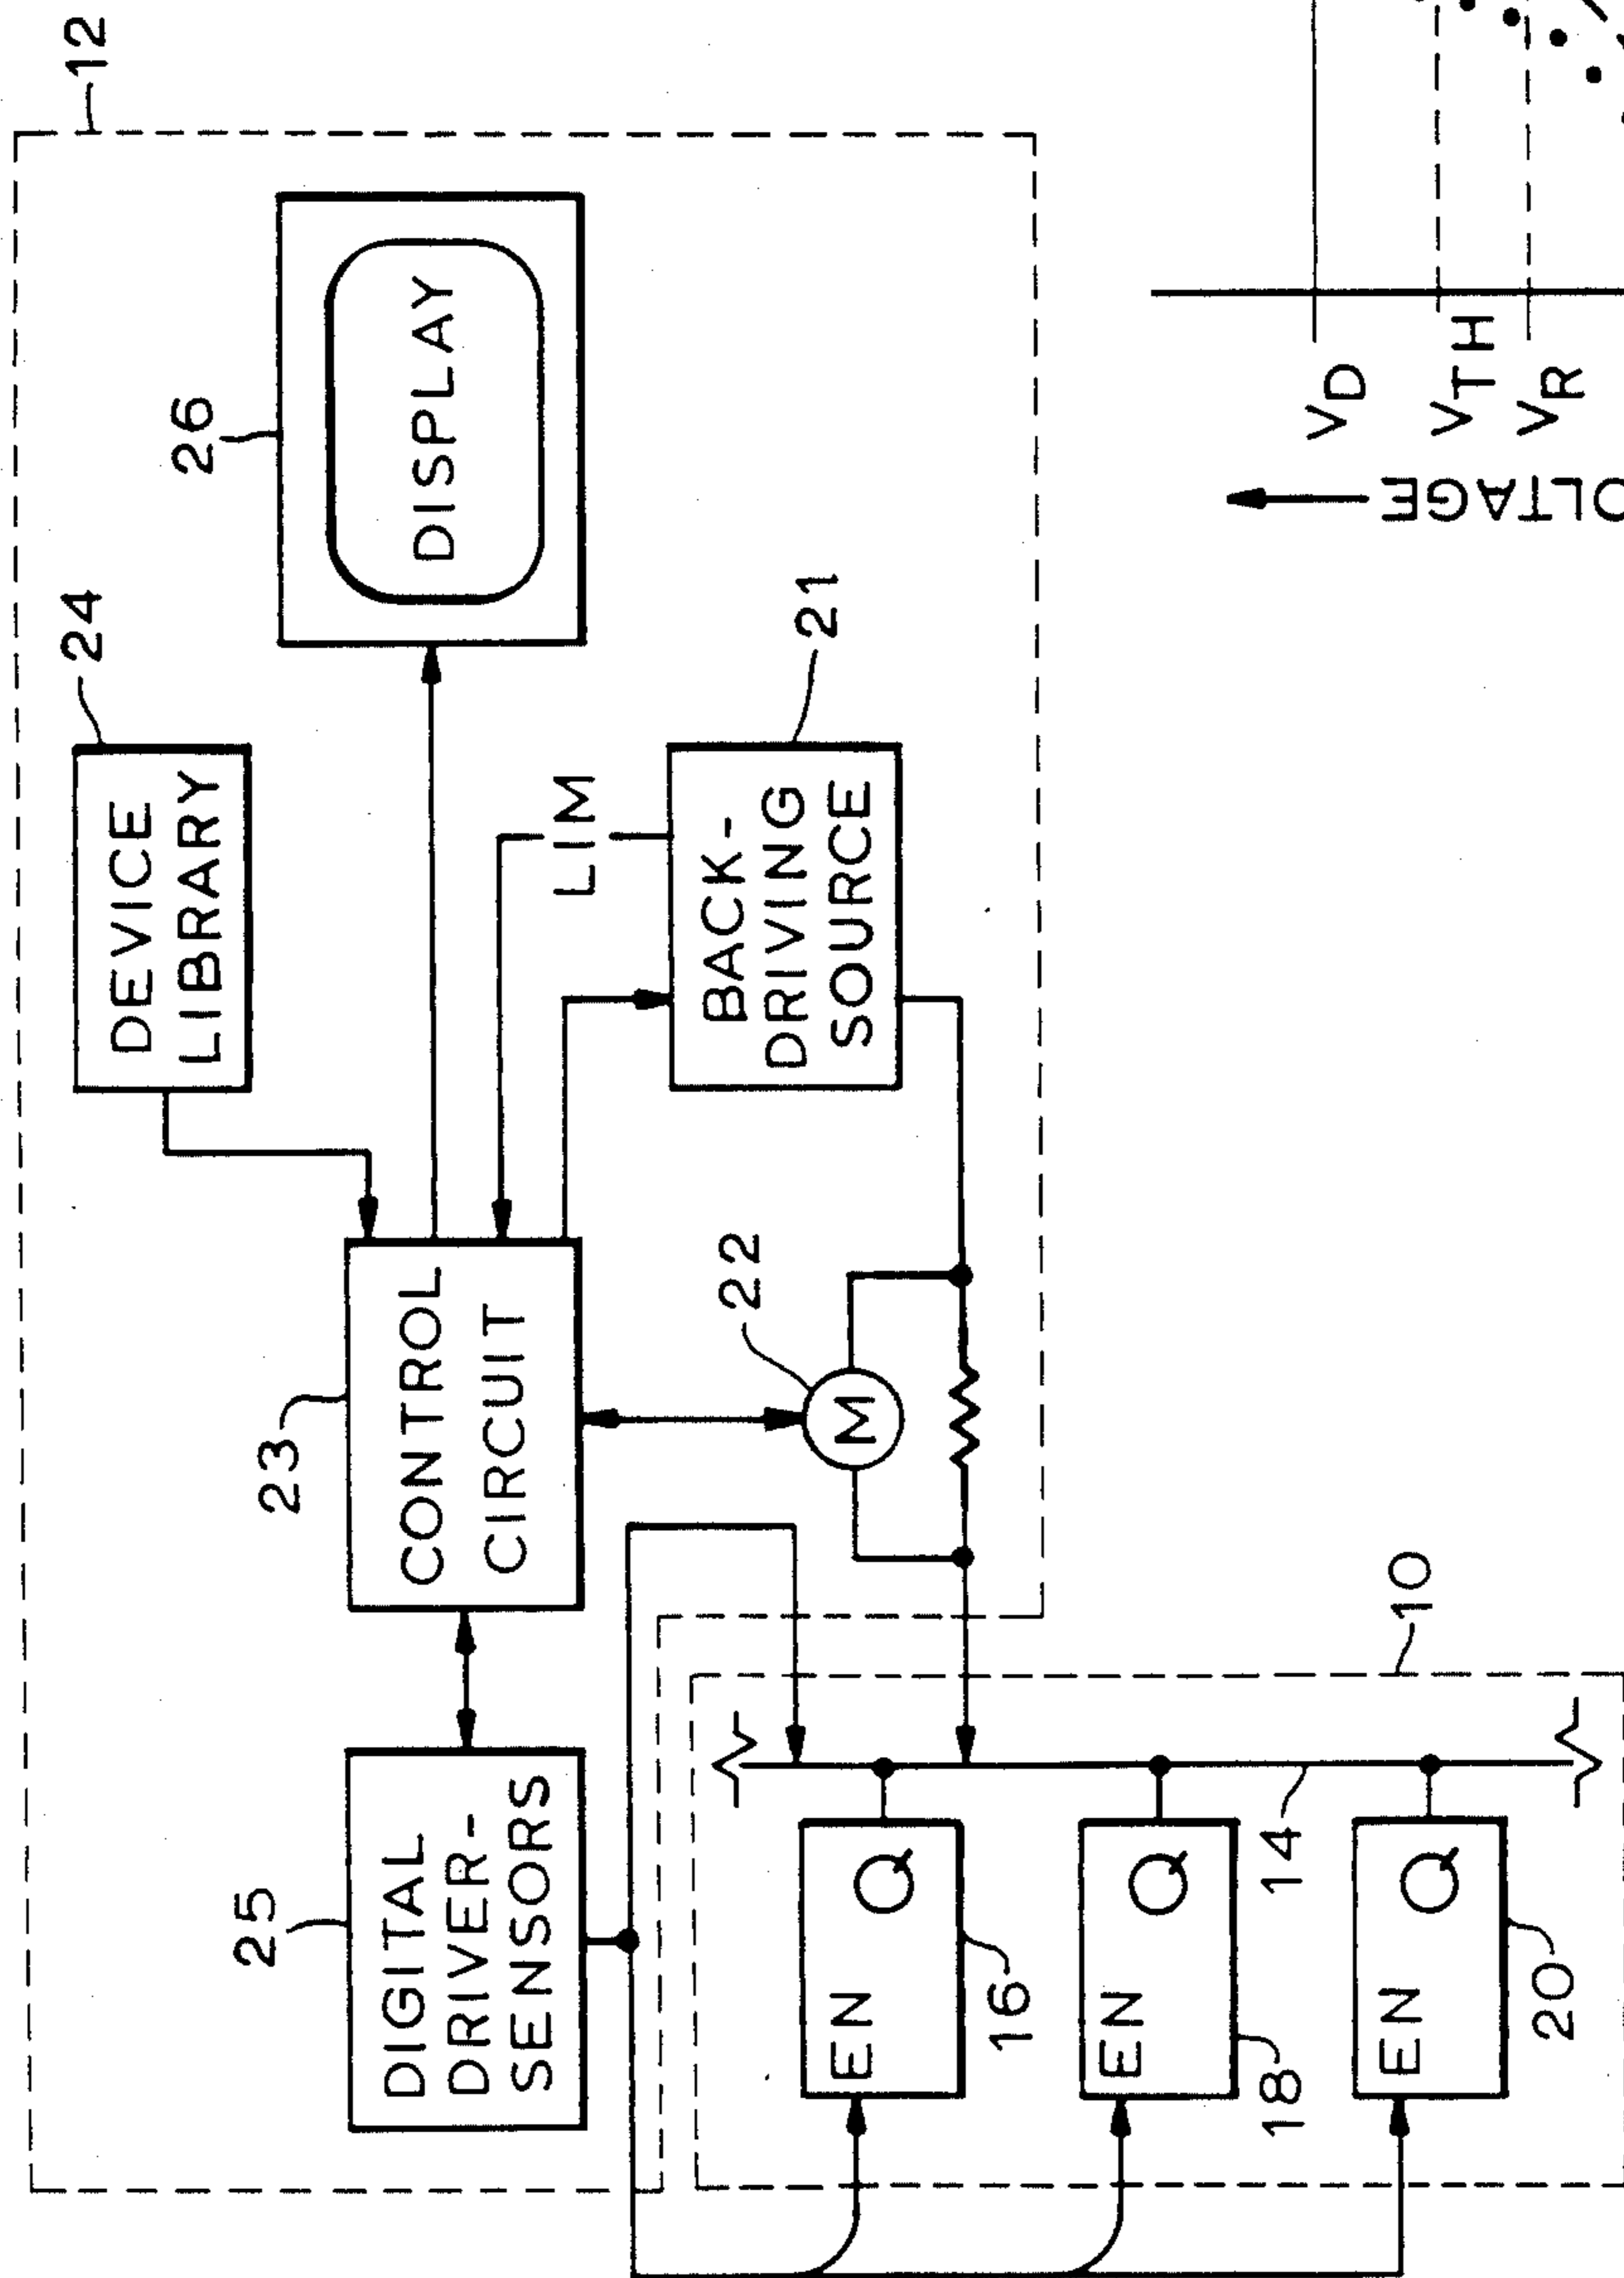 12
24
DEVICE
LIBRARY
26
DISPLAY
25
DIGITAL
DRIVER-
SENSORS
23
CONTROL
CIRCUIT
LIM
21
BACK-
DRIVING
SOURCE
22
M
10
EN Q
16
EN Q
18
14
EN Q
20
VD
VTH
VR